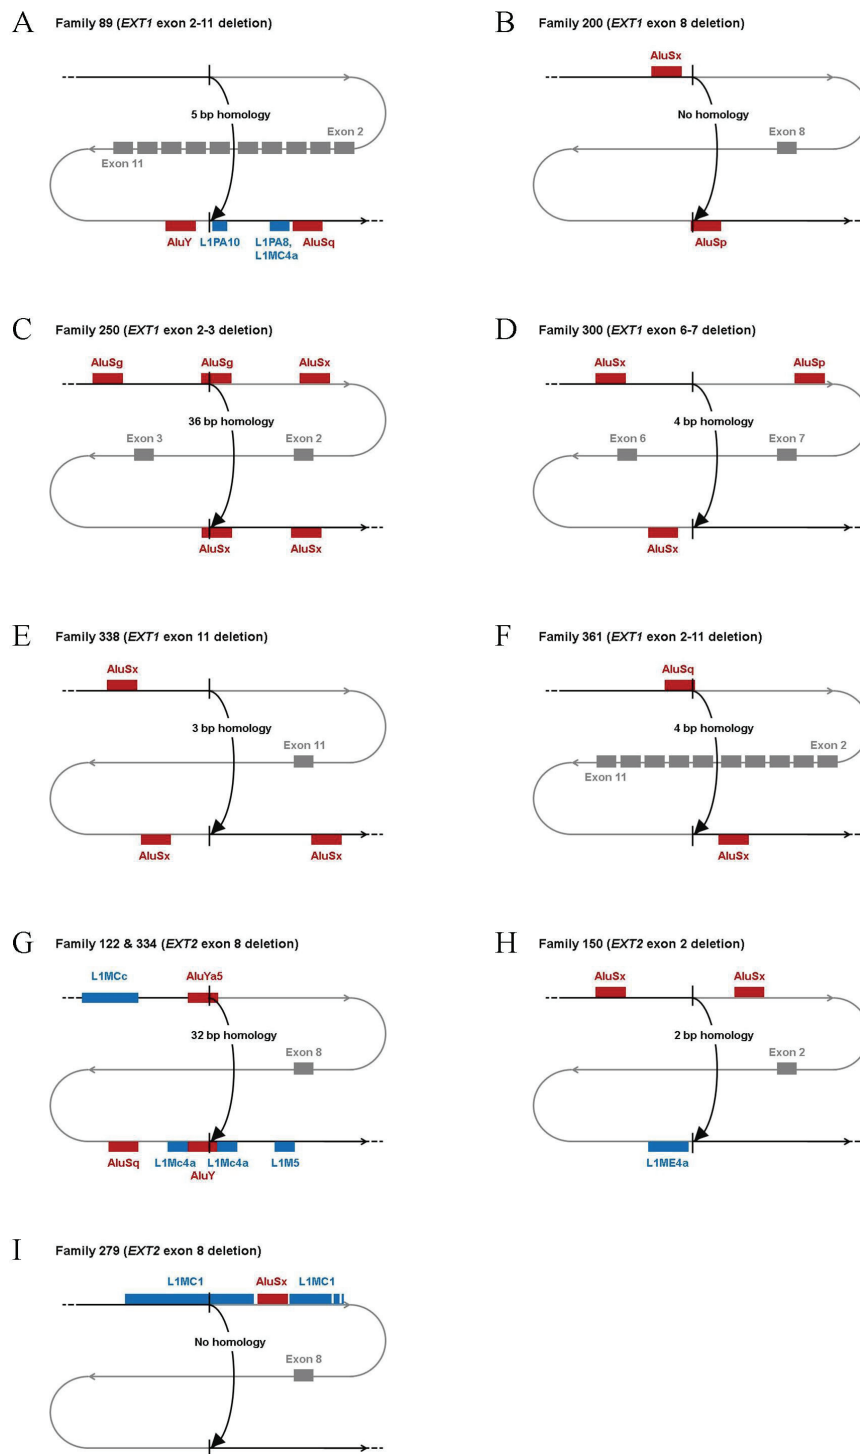 A Family 89 (EXT1 exon 2-11 deletion)
5 bp homology
Exon 2
Exon 11
AluY L1PA10 L1PA8, AluSq
L1MC4a
B Family 200 (EXT1 exon 8 deletion)
AluSx
No homology
Exon 8
AluSp
C Family 250 (EXT1 exon 2-3 deletion)
AluSg AluSg AluSx
36 bp homology
Exon 3 Exon 2
AluSx AluSx
D Family 300 (EXT1 exon 6-7 deletion)
AluSx AluSp
4 bp homology
Exon 6 Exon 7
AluSx
E Family 338 (EXT1 exon 11 deletion)
AluSx
3 bp homology
Exon 11
AluSx AluSx
F Family 361 (EXT1 exon 2-11 deletion)
AluSq
4 bp homology
Exon 2
Exon 11
AluSx
G Family 122 & 334 (EXT2 exon 8 deletion)
L1MCc AluYa5
32 bp homology
Exon 8
AluSq L1Mc4a L1Mc4a L1M5
AluY
H Family 150 (EXT2 exon 2 deletion)
AluSx AluSx
2 bp homology
Exon 2
L1ME4a
I Family 279 (EXT2 exon 8 deletion)
L1MC1 AluSx L1MC1
No homology
Exon 8